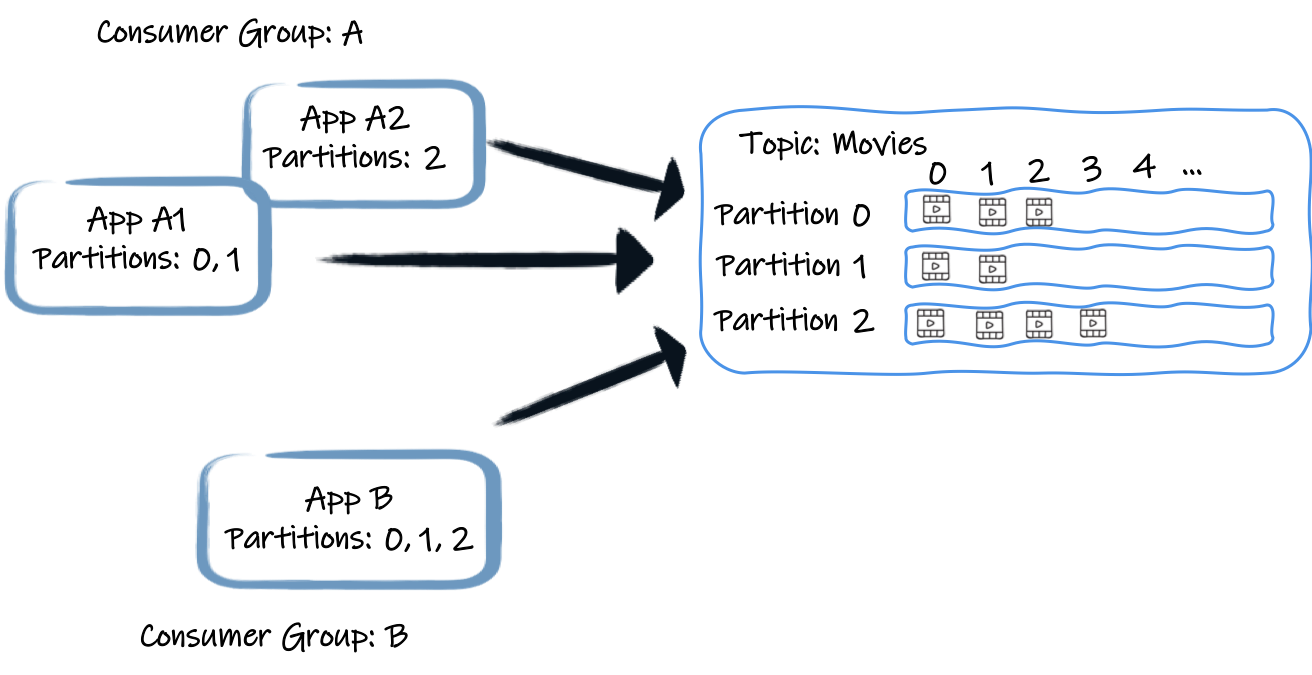 Consumer Group: A
App A2
Partitions: 2
App A1
Partitions: 0, 1
Topic: Movies
0 1 2 3 4 ...
Partition 0
Partition 1
Partition 2
App B
Partitions: 0, 1, 2
Consumer Group: B